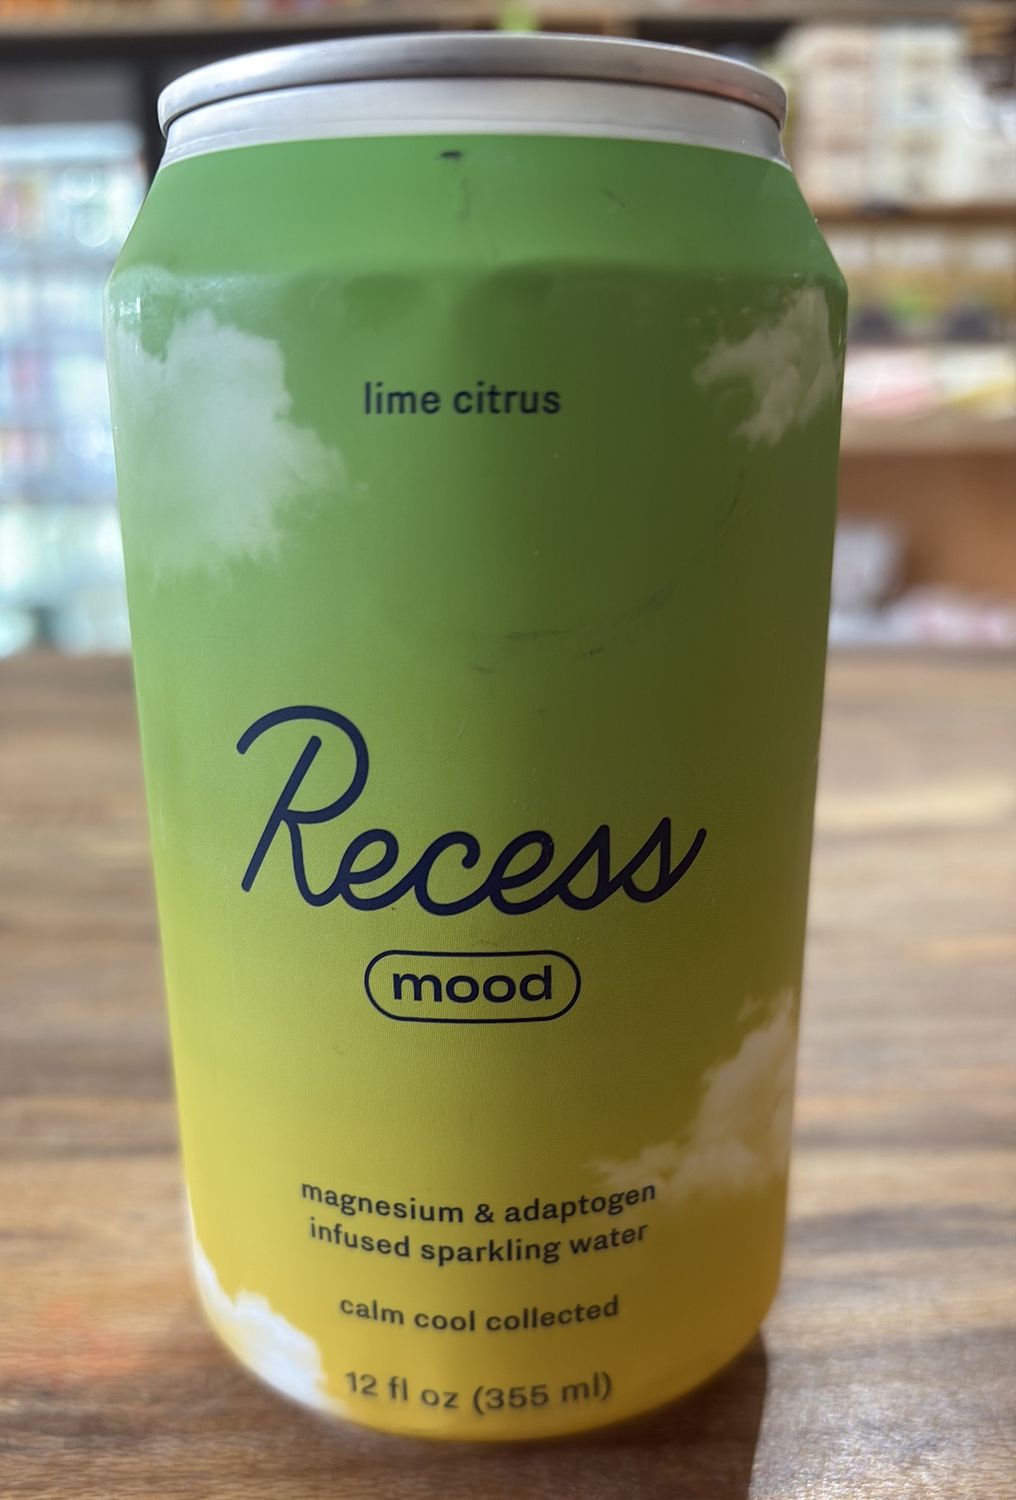 lime citrus
Recess
mood
magnesium & adaptogen
infused sparkling water
calm cool collected
12 fl oz (355 ml)